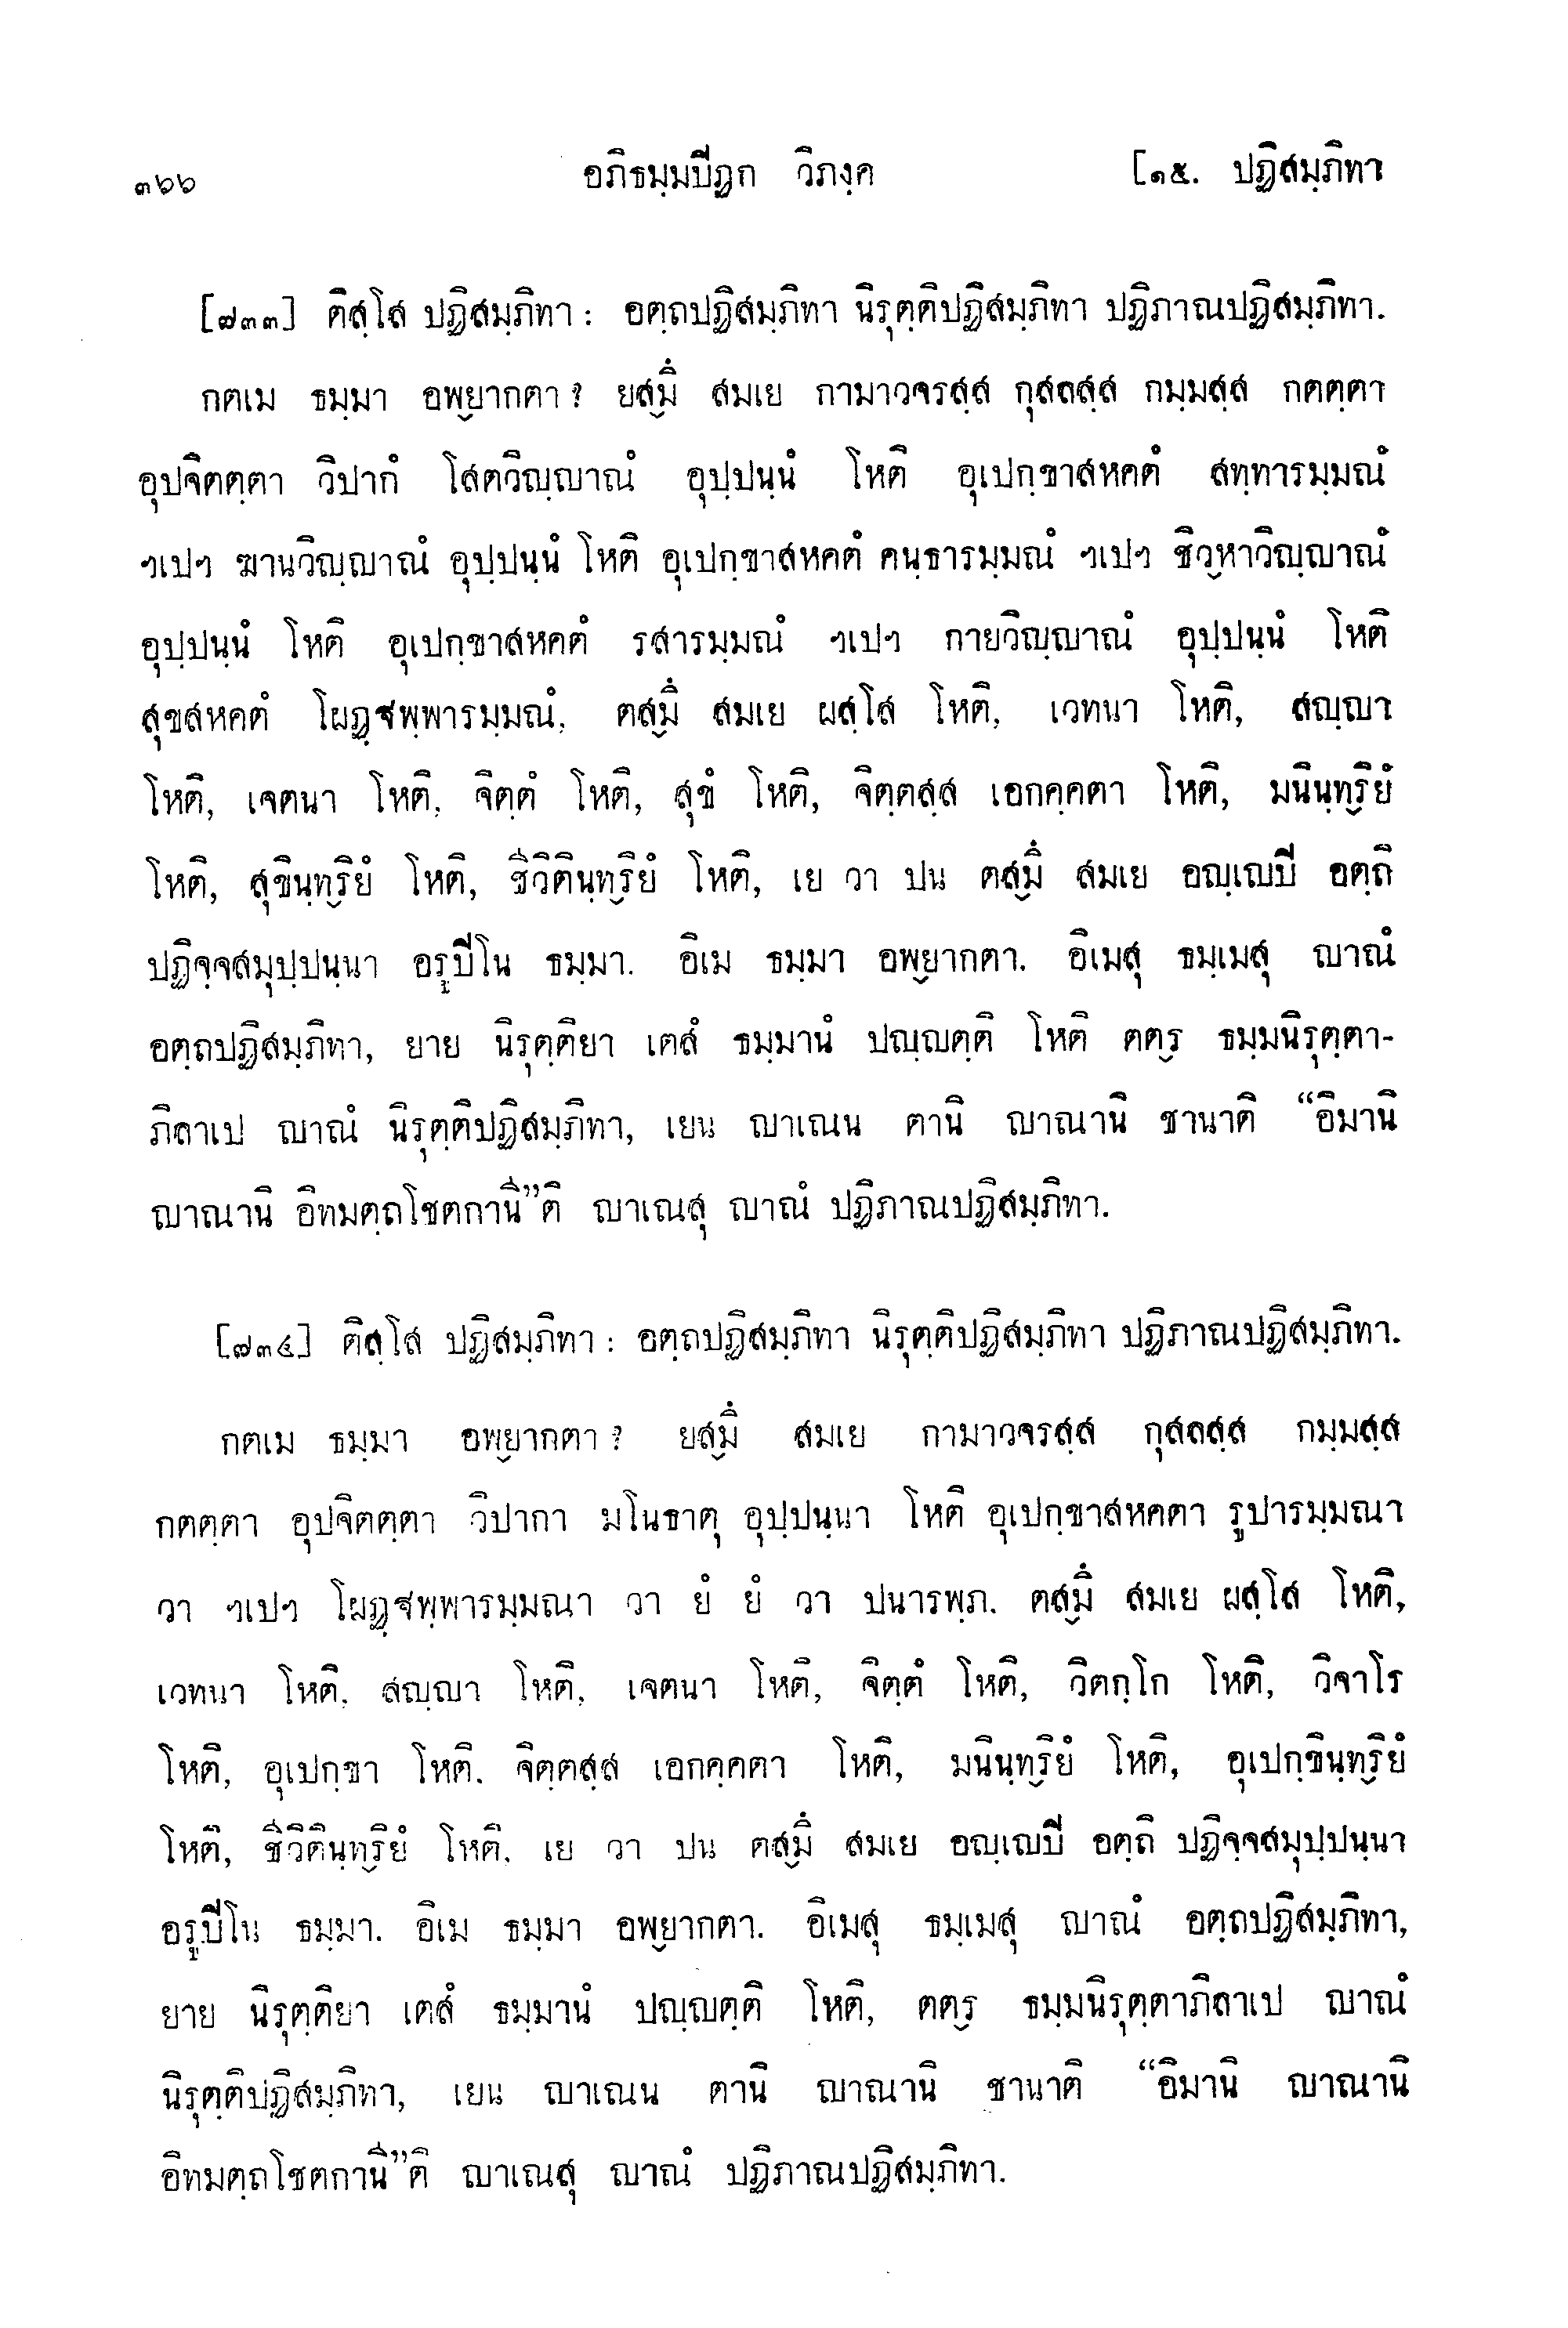 ๓๖๖ อภิธมฺมปิฏก วิภงฺค [๑๕. ปฏิสมฺภิทา
[๗๓๓] ติสฺโส ปฏิสมฺภิทา : อตฺถปฏิสมฺภิทา นิรุตฺติปฏิสมฺภิทา ปฏิภาณปฏิสมฺภิทา.
กตเม ธมฺมา อพฺยากตา ? ยสฺมึ สมเย กามาวจรสฺส กุสลสฺส กมฺมสฺส กตตฺตา
อุปจิตตฺตา วิปากํ โสตวิญฺญาณํ อุปฺปนฺนํ โหติ อุเปกฺขาสหคตํ สทฺทารมฺมณํ
ฯเปฯ ฆานวิญฺญาณํ อุปฺปนฺนํ โหติ อุเปกฺขาสหคตํ คนฺธารมฺมณํ ฯเปฯ ชิวฺหาวิญฺญาณํ
อุปฺปนฺนํ โหติ อุเปกฺขาสหคตํ รสารมฺมณํ ฯเปฯ กายวิญฺญาณํ อุปฺปนฺนํ โหติ
สุขสหคตํ โผฏฺฐพฺพารมฺมณํ, ตสฺมึ สมเย ผสฺโส โหติ, เวทนา โหติ, สญฺญา
โหติ, เจตนา โหติ, จิตฺตํ โหติ, สุขํ โหติ, จิตฺตสฺส เอกคฺคตา โหติ, มนินฺทฺริยํ
โหติ, สุขินฺทฺริยํ โหติ, ชีวิตินฺทฺริยํ โหติ, เย วา ปน ตสฺมึ สมเย อญฺเญปิ อตฺถิ
ปฏิจฺจสมุปฺปนฺนา อรูปิโน ธมฺมา. อิเม ธมฺมา อพฺยากตา. อิเมสุ ธมฺเมสุ ญาณํ
อตฺถปฏิสมฺภิทา, ยาย นิรุตฺติยา เตสํ ธมฺมานํ ปญฺญตฺติ โหติ ตตฺร ธมฺมนิรุตฺตา-
ภิลาเป ญาณํ นิรุตฺติปฏิสมฺภิทา, เยน ญาเณน ตานิ ญาณานิ ชานาติ “อิมานิ
ญาณานิ อิทมตฺถโชตกานี”ติ ญาเณสุ ญาณํ ปฏิภาณปฏิสมฺภิทา.
[๗๓๔] ติสฺโส ปฏิสมฺภิทา : อตฺถปฏิสมฺภิทา นิรุตฺติปฏิสมฺภิทา ปฏิภาณปฏิสมฺภิทา.
กตเม ธมฺมา อพฺยากตา ? ยสฺมึ สมเย กามาวจรสฺส กุสลสฺส กมฺมสฺส
กตตฺตา อุปจิตตฺตา วิปากา มโนธาตุ อุปฺปนฺนา โหติ อุเปกฺขาสหคตา รูปารมฺมณา
วา ฯเปฯ โผฏฺฐพฺพารมฺมณา วา ยํ ยํ วา ปนารพฺภ. ตสฺมึ สมเย ผสฺโส โหติ,
เวทนา โหติ, สญฺญา โหติ, เจตนา โหติ, จิตฺตํ โหติ, วิตกฺโก โหติ, วิจาโร
โหติ, อุเปกฺขา โหติ, จิตฺตสฺส เอกคฺคตา โหติ, มนินฺทฺริยํ โหติ, อุเปกฺขินฺทฺริยํ
โหติ, ชีวิตินฺทฺริยํ โหติ, เย วา ปน ตสฺมึ สมเย อญฺเญปิ อตฺถิ ปฏิจฺจสมุปฺปนฺนา
อรูปิโน ธมฺมา. อิเม ธมฺมา อพฺยากตา. อิเมสุ ธมฺเมสุ ญาณํ อตฺถปฏิสมฺภิทา,
ยาย นิรุตฺติยา เตสํ ธมฺมานํ ปญฺญตฺติ โหติ, ตตฺร ธมฺมนิรุตฺตาภิลาเป ญาณํ
นิรุตฺติปฏิสมฺภิทา, เยน ญาเณน ตานิ ญาณานิ ชานาติ “อิมานิ ญาณานิ
อิทมตฺถโชตกานี”ติ ญาเณสุ ญาณํ ปฏิภาณปฏิสมฺภิทา.